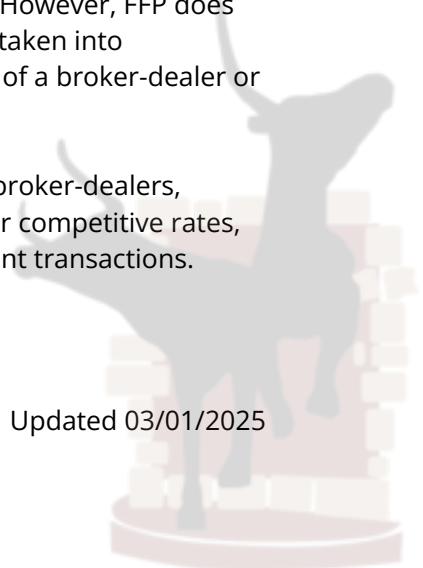 However, FFP does
taken into
of a broker-dealer or
broker-dealers,
r competitive rates,
nt transactions.
Updated 03/01/2025